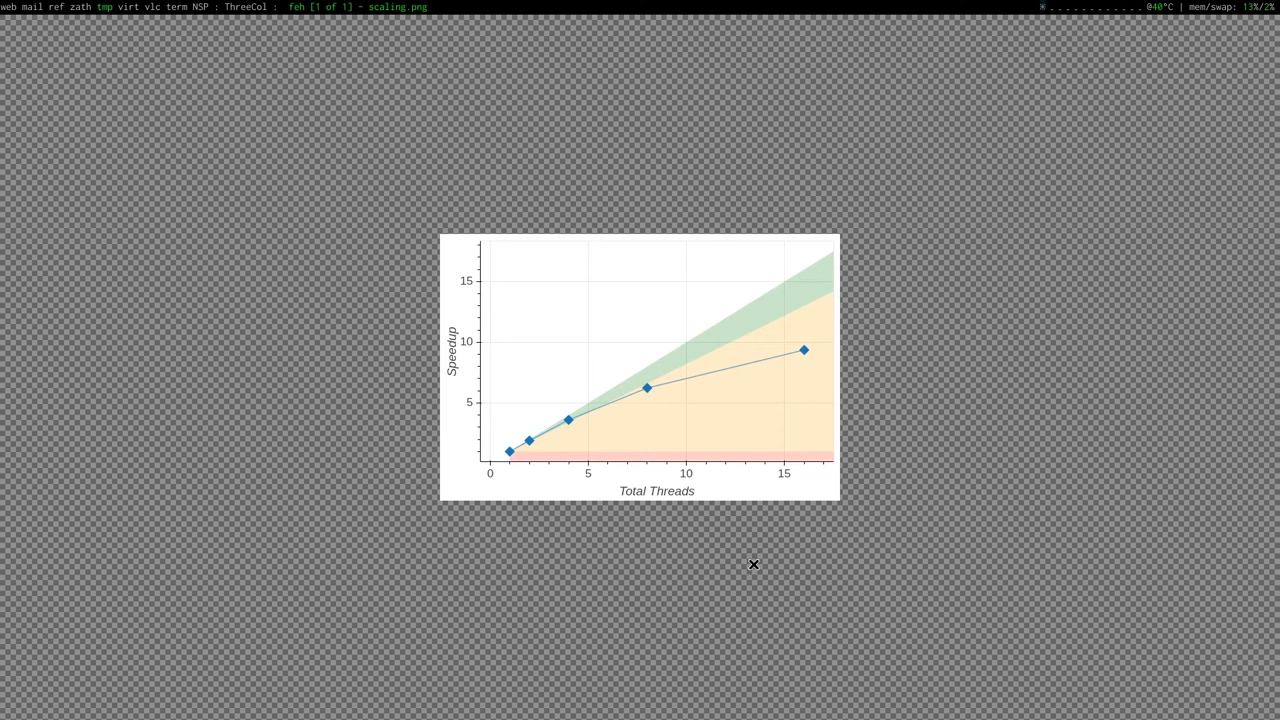 web mail ref zath tmp virt vlc term NSP : ThreeCol : feh [1 of 1] - scaling.png
. . . . . . . . . . . . . @40°C | mem/swap: 13%/2%
15
10
5
Speedup
0 5 10 15
Total Threads